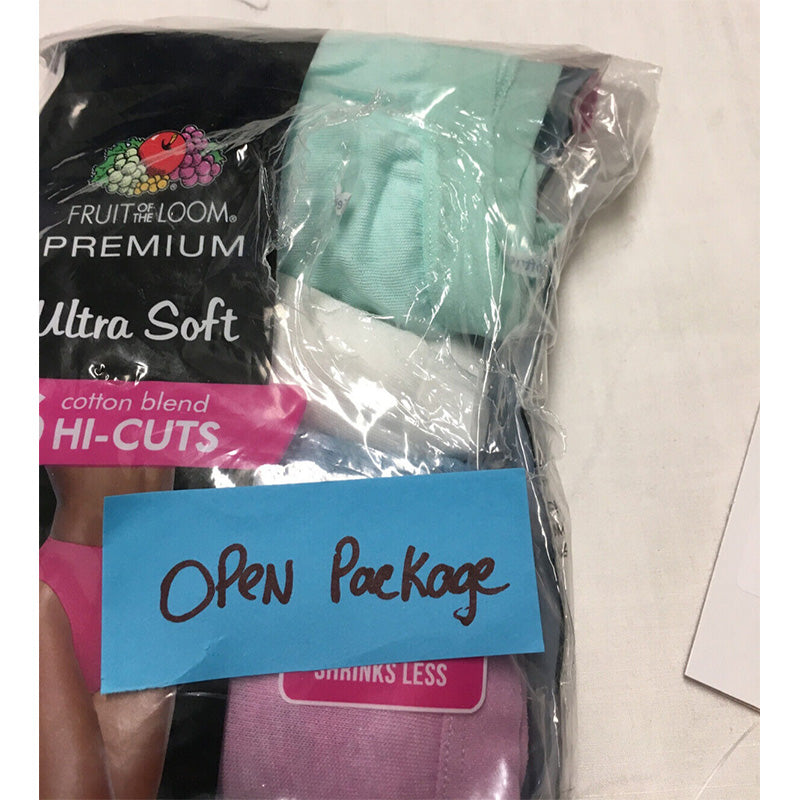 FRUIT OF THE LOOM®
PREMIUM
Ultra Soft
cotton blend
HI-CUTS
OPEN Package
SHRINKS LESS